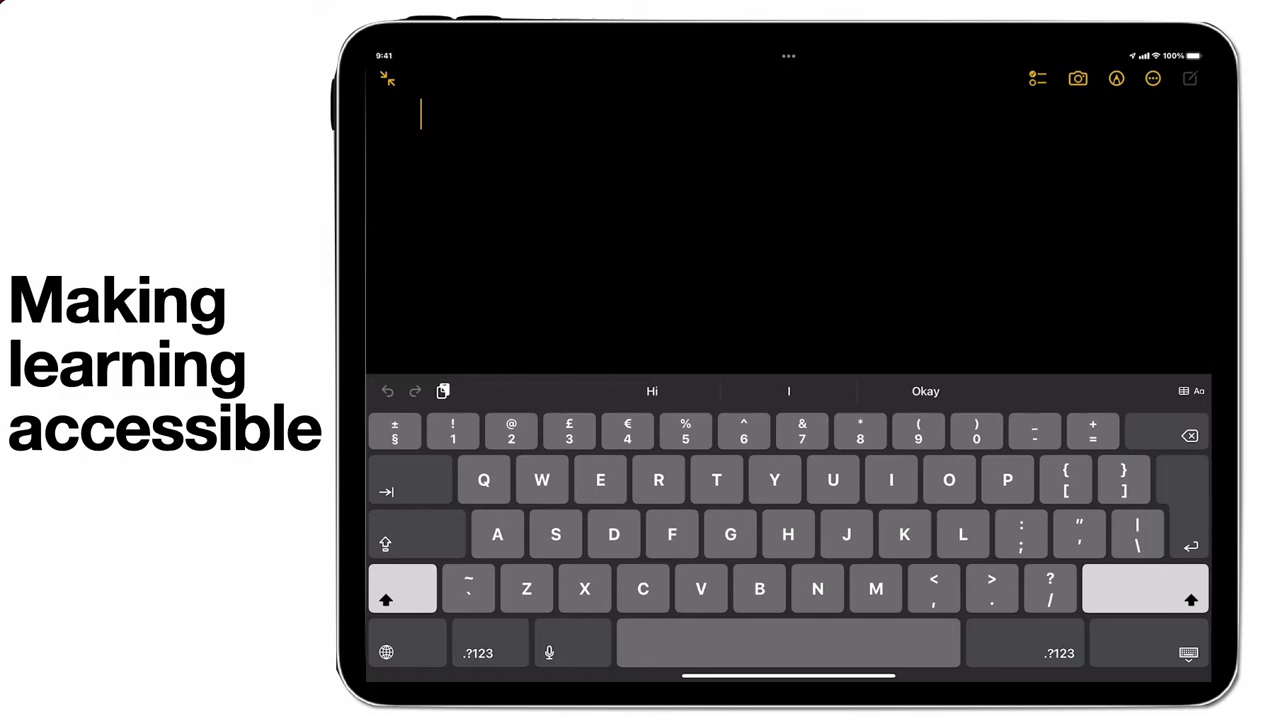 Making
learning
accessible
9:41
100%
Hi I Okay
Aa
± ! @ £ € % ^ & * ( ) _ +
§ 1 2 3 4 5 6 7 8 9 0 - =
Q W E R T Y U I O P { }
[ ]
A S D F G H J K L : " |
; ' \
~ Z X C V B N M < > ?
` , . /
.?123 .?123